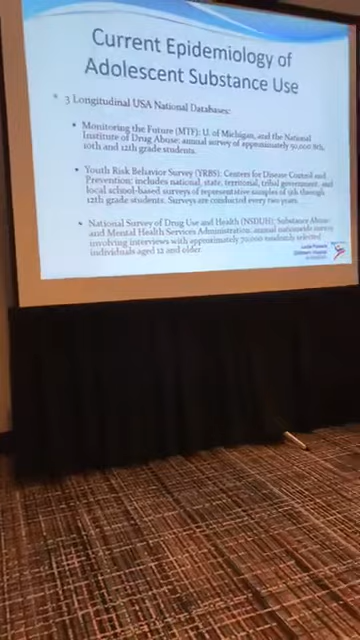 Current Epidemiology of
Adolescent Substance Use
• 3 Longitudinal USA National Databases:
• Monitoring the Future (MTF): U. of Michigan, and the National
Institute of Drug Abuse: annual survey of approximately 50,000 8th,
10th and 12th grade students.
• Youth Risk Behavior Survey (YRBS): Centers for Disease Control and
Prevention: includes national, state, territorial, tribal government, and
local school-based surveys of representative samples of 9th through
12th grade students. Surveys are conducted every two years.
• National Survey of Drug Use and Health (NSDUH): Substance Abuse
and Mental Health Services Administration: annual nationwide survey
involving interviews with approximately 70,000 randomly selected
individuals aged 12 and older